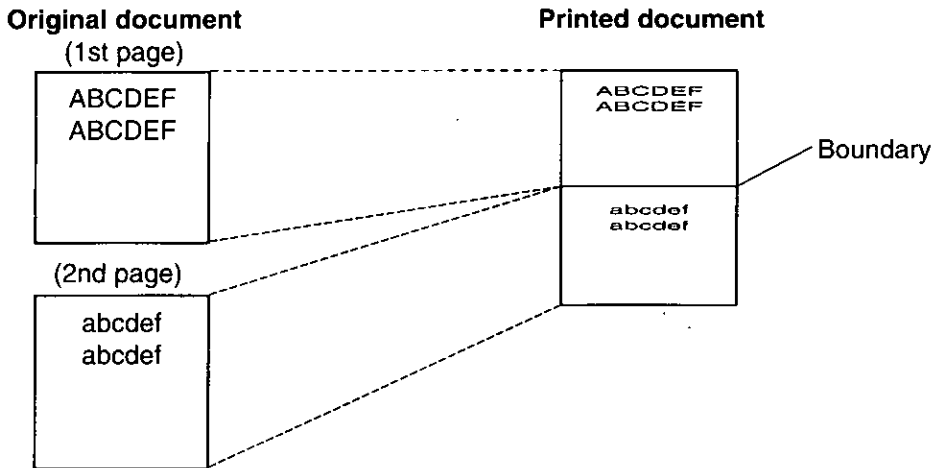 Original document
(1st page)
ABCDEF
ABCDEF
(2nd page)
abcdef
abcdef
Printed document
ABCDEF
ABCDEF
Boundary
abcdef
abcdef